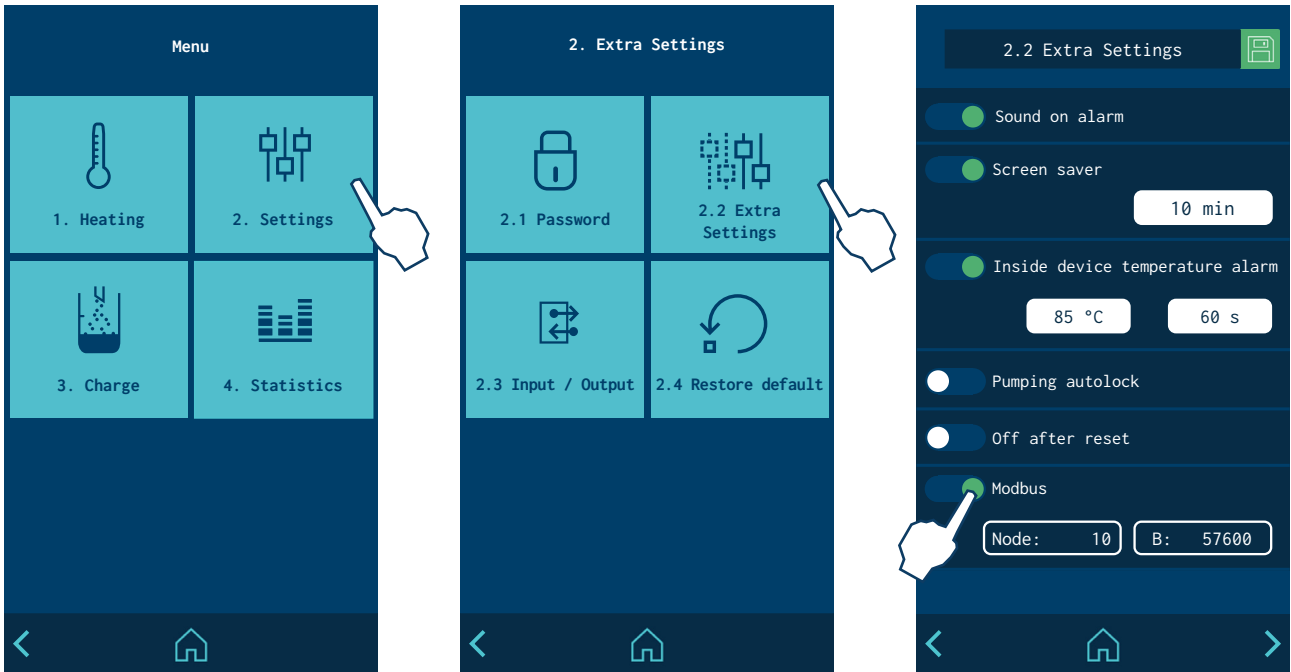 Menu
1. Heating
2. Settings
3. Charge
4. Statistics
2. Extra Settings
2.1 Password
2.2 Extra
Settings
2.3 Input / Output
2.4 Restore default
2.2 Extra Settings
Sound on alarm
Screen saver
10 min
Inside device temperature alarm
85 °C
60 s
Pumping autolock
Off after reset
Modbus
Node: 10
B: 57600